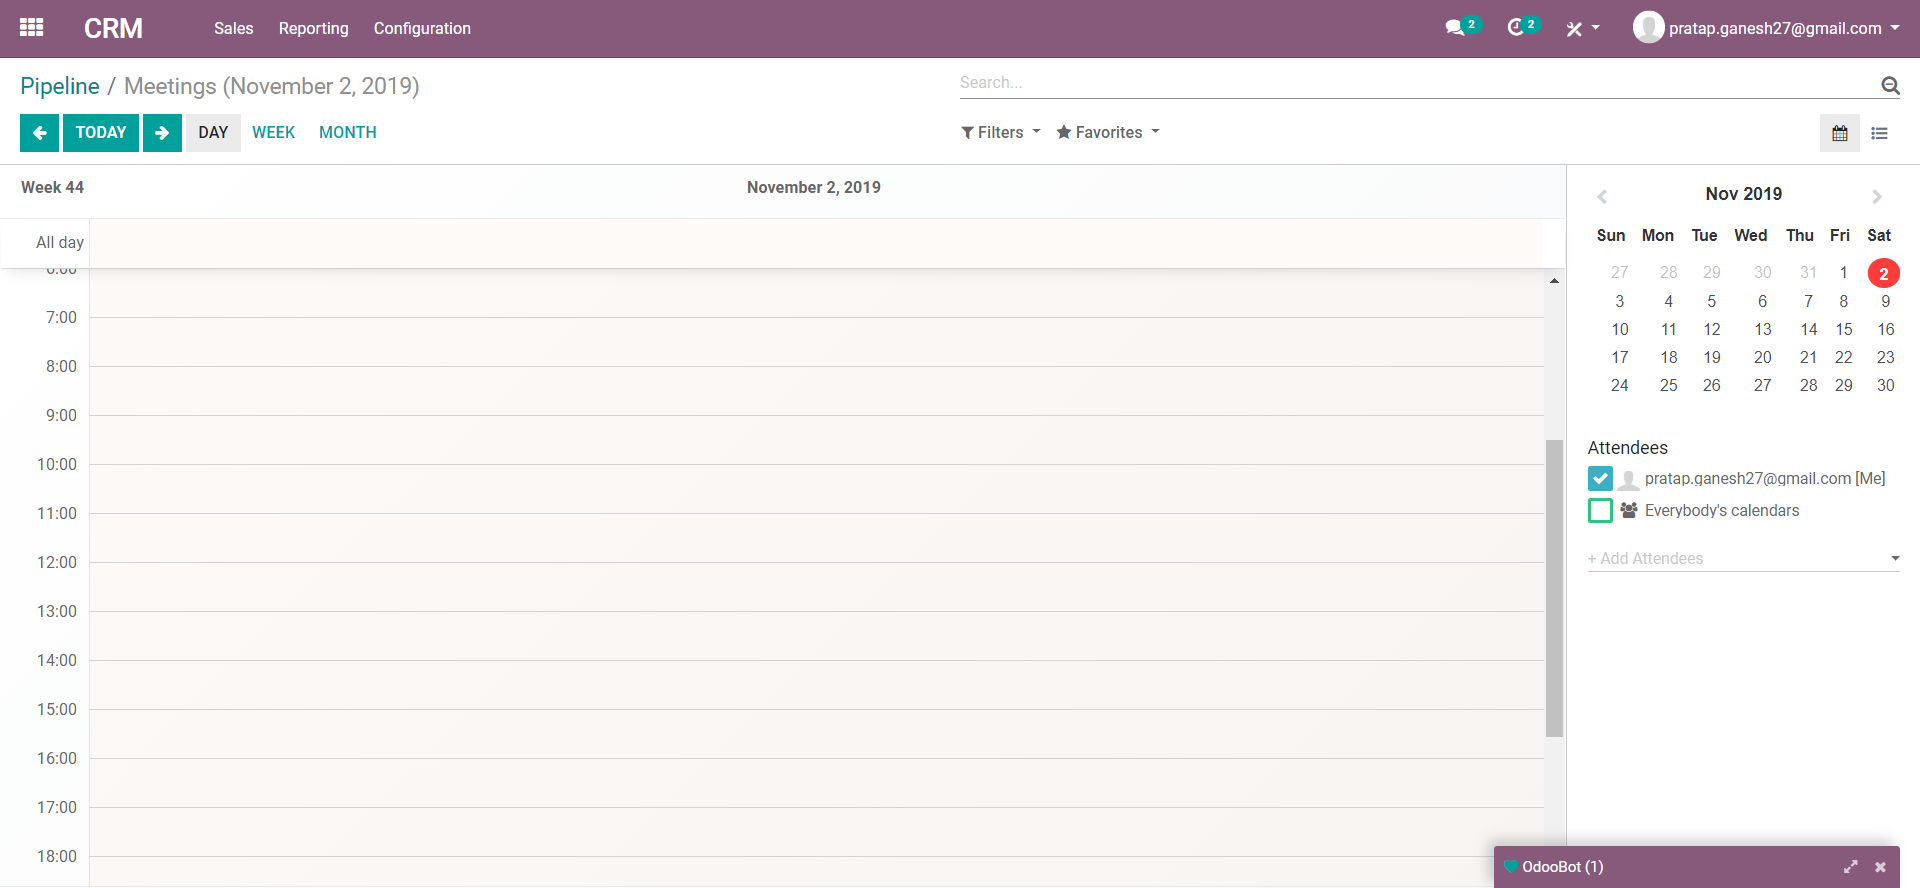 CRM Sales Reporting Configuration 2 2 pratap.ganesh27@gmail.com
Pipeline / Meetings (November 2, 2019)
Search...
TODAY DAY WEEK MONTH
Filters Favorites
Week 44 November 2, 2019
All day
6:00
7:00
8:00
9:00
10:00
11:00
12:00
13:00
14:00
15:00
16:00
17:00
18:00
Nov 2019
Sun Mon Tue Wed Thu Fri Sat
27 28 29 30 31 1 2
3 4 5 6 7 8 9
10 11 12 13 14 15 16
17 18 19 20 21 22 23
24 25 26 27 28 29 30
Attendees
pratap.ganesh27@gmail.com [Me]
Everybody's calendars
+ Add Attendees
OdooBot (1)